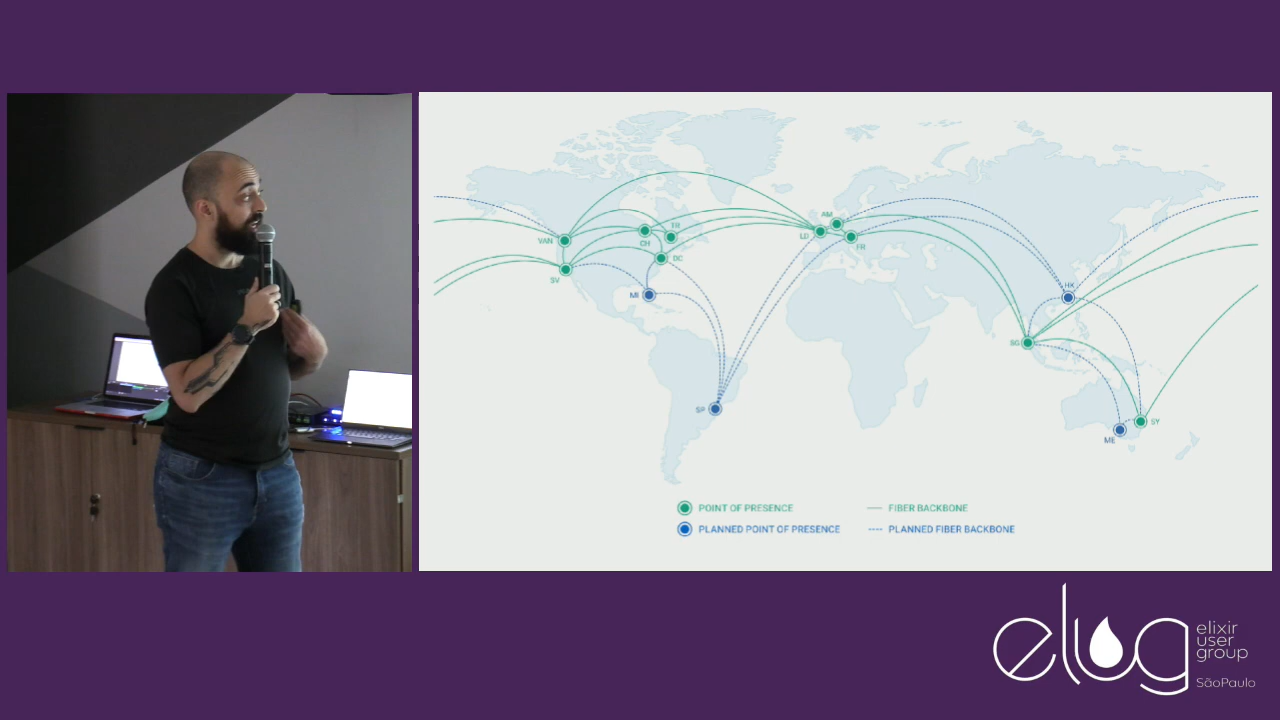 VAN
SV
CH
TR
DC
MI
SP
LD
AM
FR
HK
SG
ME
SY
POINT OF PRESENCE
FIBER BACKBONE
PLANNED POINT OF PRESENCE
PLANNED FIBER BACKBONE
elug
elixir
user
group
SãoPaulo